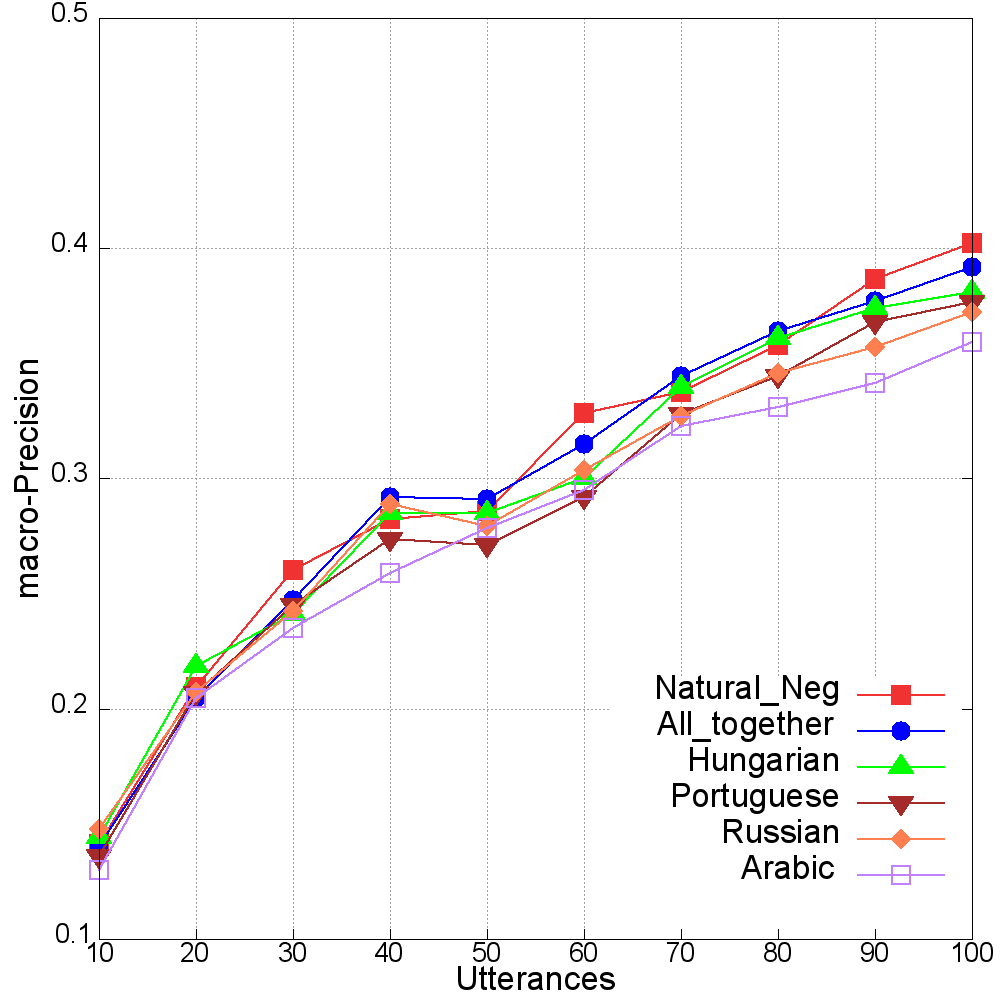 0.5
0.4
0.3
0.2
0.1
macro-Precision
Natural_Neg
All_together
Hungarian
Portuguese
Russian
Arabic
10 20 30 40 50 60 70 80 90 100
Utterances